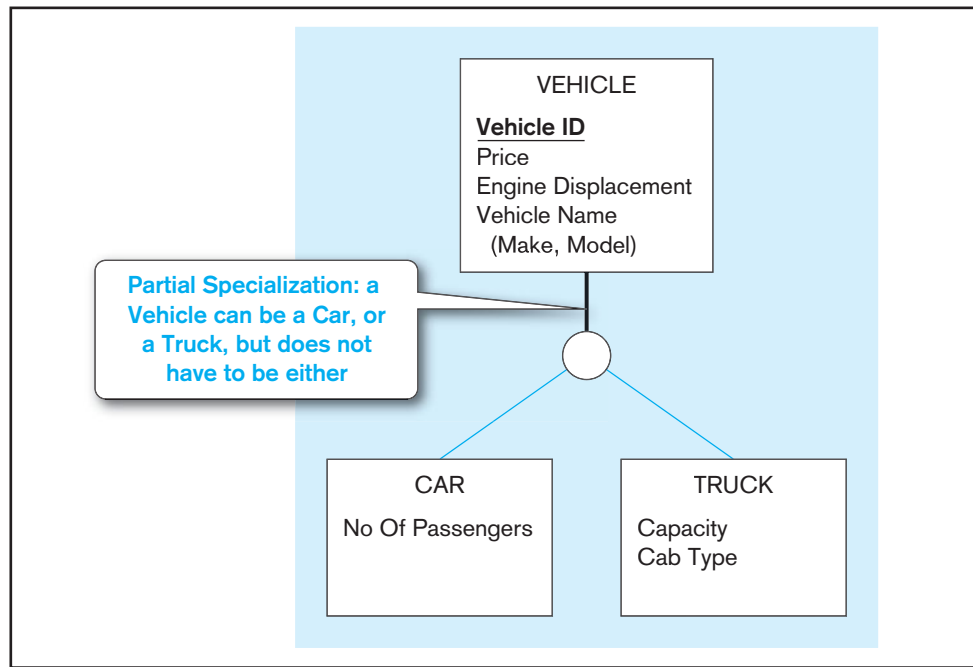 VEHICLE
Vehicle ID
Price
Engine Displacement
Vehicle Name
(Make, Model)
Partial Specialization: a
Vehicle can be a Car, or
a Truck, but does not
have to be either
CAR
No Of Passengers
TRUCK
Capacity
Cab Type